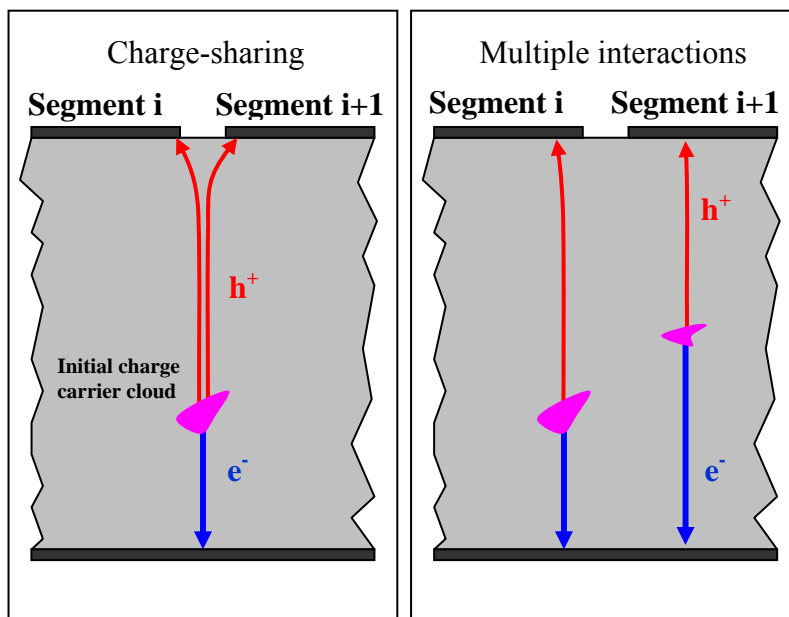 Charge-sharing
Segment i Segment i+1
h+
Initial charge
carrier cloud
e-
Multiple interactions
Segment i Segment i+1
h+
e-